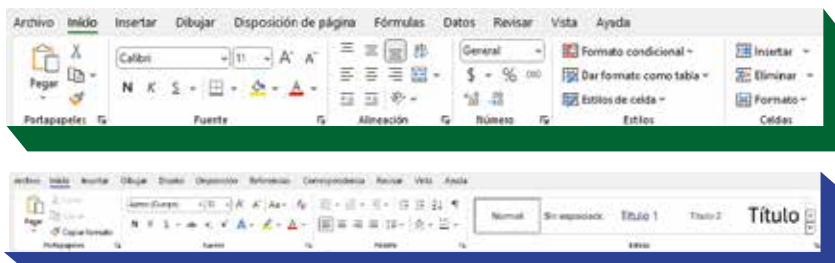 Archivo Inicio Insertar Dibujar Disposición de página Fórmulas Datos Revisar Vista Ayuda
Calibri 11 A A General Formato condicional Insertar
Pegar $ % 000 Dar formato como tabla Eliminar
N K S A Estilos de celda Formato
Portapapeles Fuente Alineación Número Estilos Celdas
Archivo Inicio Insertar Dibujar Diseño Disposición Referencias Correspondencia Revisar Vista Ayuda
Pegar Copiar formato N Normal Sin espaciado Título 1 Título 2 Título
Portapapeles Fuente Párrafo Estilos